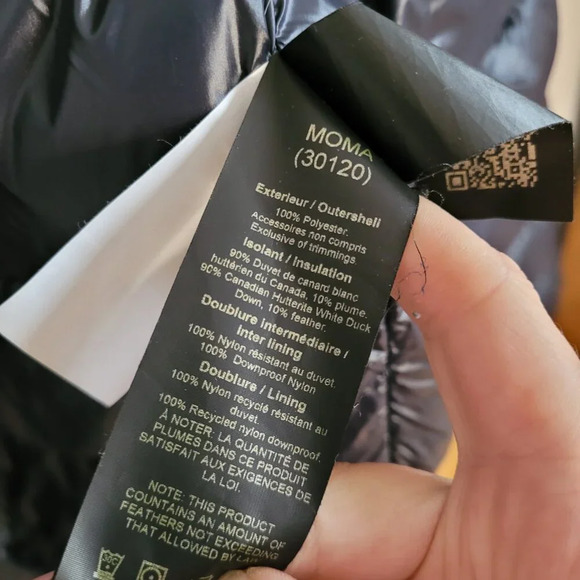 MOMA
(30120)
Exterieur / Outershell
100% Polyester.
Accessoires non compris
Exclusive of trimmings.
Isolant / Insulation
90% Duvet de canard blanc
huttérien du Canada, 10% plume.
90% Canadian Hutterite White Duck
Down, 10% feather.
Doublure intermédiaire /
Inter lining
100% Nylon résistant au duvet.
100% Downproof Nylon
Doublure / Lining
100% Nylon recyclé résistant au
duvet.
100% Recycled nylon downproof.
À NOTER: LA QUANTITÉ DE
PLUMES DANS CE PRODUIT
SATISFAIT AUX EXIGENCES DE
LA LOI.
NOTE: THIS PRODUCT
COUNTAINS AN AMOUNT OF
FEATHERS NOT EXCEEDING
THAT ALLOWED BY
30C